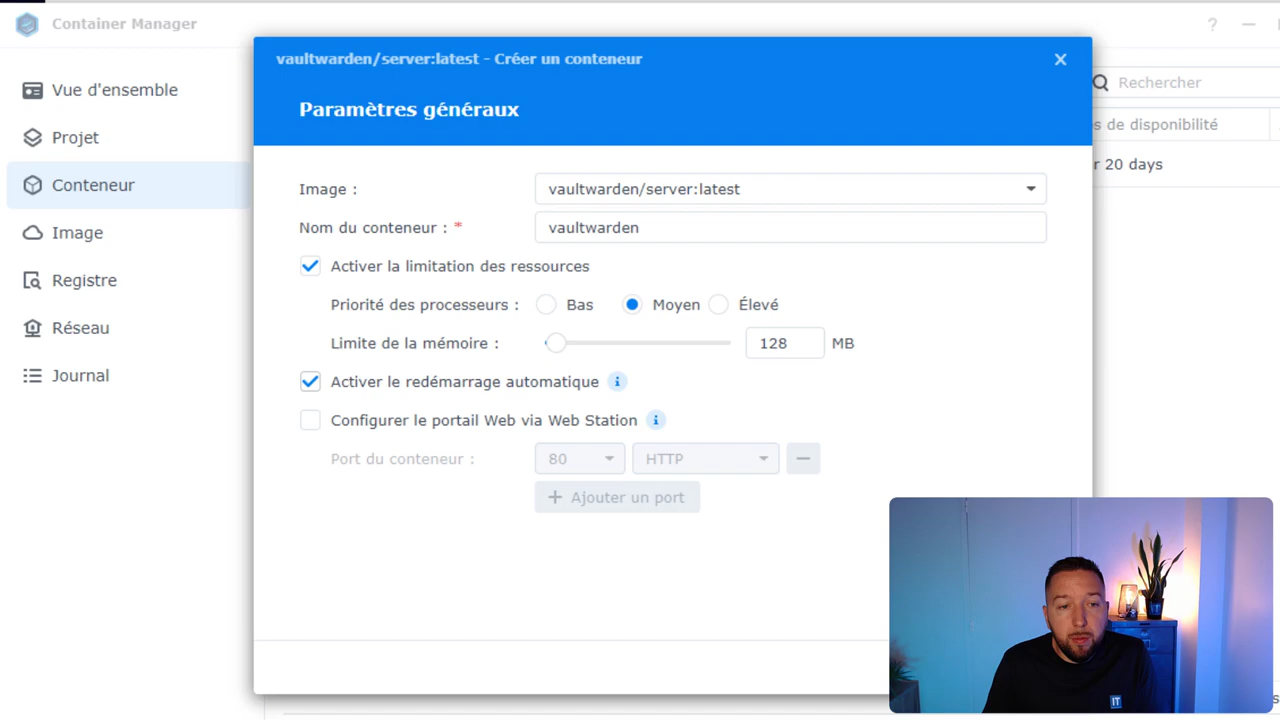 Container Manager
?
vaultwarden/server:latest - Créer un conteneur
Paramètres généraux
Vue d'ensemble
Projet
Conteneur
Image
Registre
Réseau
Journal
Rechercher
s de disponibilité
r 20 days
Image :
vaultwarden/server:latest
Nom du conteneur : *
vaultwarden
Activer la limitation des ressources
Priorité des processeurs :
Bas
Moyen
Élevé
Limite de la mémoire :
128
MB
Activer le redémarrage automatique
Configurer le portail Web via Web Station
Port du conteneur :
80
HTTP
+ Ajouter un port
IT